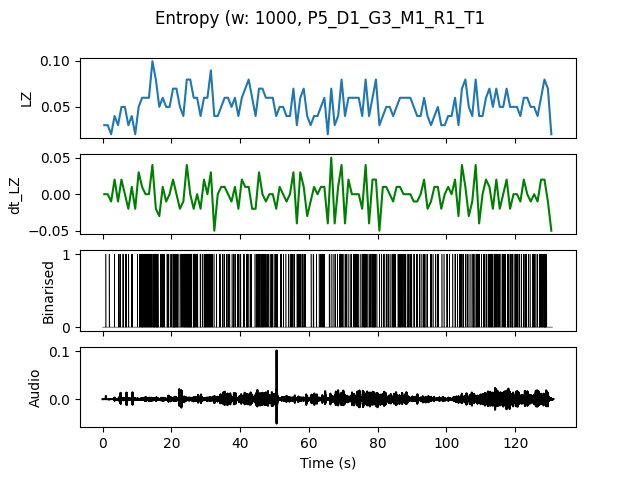 Entropy (w: 1000, P5_D1_G3_M1_R1_T1
0.10
0.05
LZ
0.05
0.00
−0.05
dt_LZ
1
0
Binarised
0.1
0.0
Audio
0 20 40 60 80 100 120
Time (s)